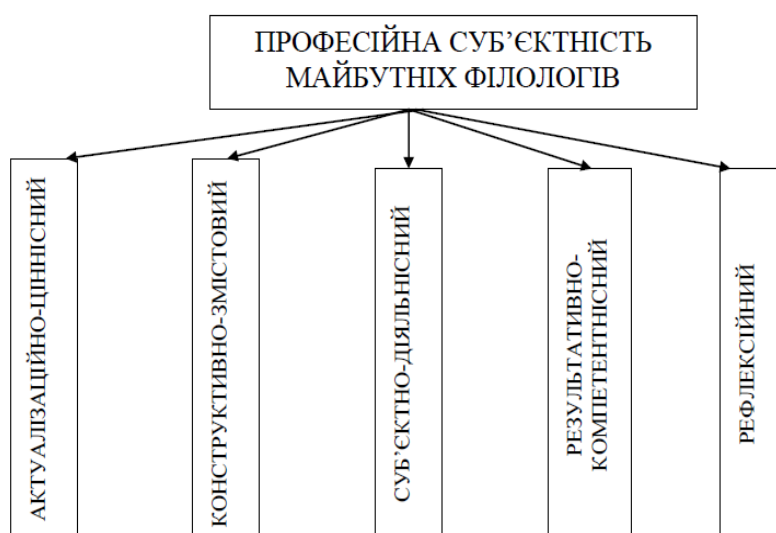 ПРОФЕСІЙНА СУБ’ЄКТНІСТЬ
МАЙБУТНІХ ФІЛОЛОГІВ
АКТУАЛІЗАЦІЙНО-ЦІННІСНИЙ
КОНСТРУКТИВНО-ЗМІСТОВИЙ
СУБ’ЄКТНО-ДІЯЛЬНІСНИЙ
РЕЗУЛЬТАТИВНО-
КОМПЕТЕНТНІСНИЙ
РЕФЛЕКСІЙНИЙ